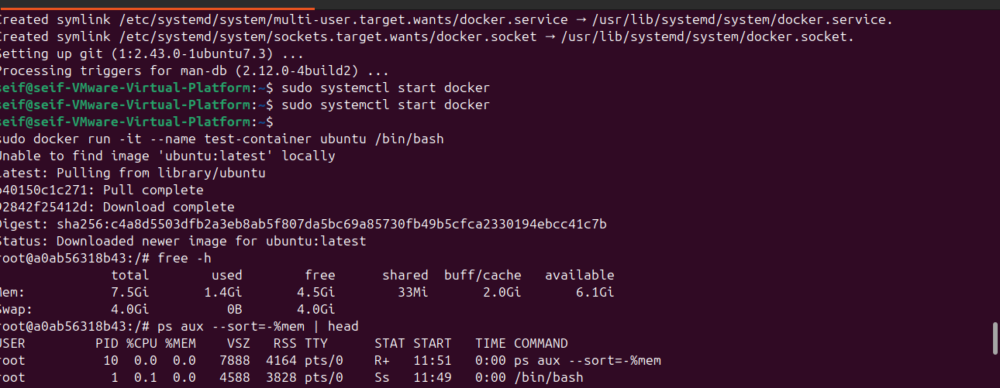 Created symlink /etc/systemd/system/multi-user.target.wants/docker.service → /usr/lib/systemd/system/docker.service.
Created symlink /etc/systemd/system/sockets.target.wants/docker.socket → /usr/lib/systemd/system/docker.socket.
Setting up git (1:2.43.0-1ubuntu7.3) ...
Processing triggers for man-db (2.12.0-4build2) ...
seif@seif-VMware-Virtual-Platform:~$ sudo systemctl start docker
seif@seif-VMware-Virtual-Platform:~$ sudo systemctl start docker
seif@seif-VMware-Virtual-Platform:~$
sudo docker run -it --name test-container ubuntu /bin/bash
Unable to find image 'ubuntu:latest' locally
latest: Pulling from library/ubuntu
b40150c1c271: Pull complete
92842f25412d: Download complete
Digest: sha256:c4a8d5503dfb2a3eb8ab5f807da5bc69a85730fb49b5cfca2330194ebcc41c7b
Status: Downloaded newer image for ubuntu:latest
root@a0ab56318b43:/# free -h
total used free shared buff/cache available
Mem: 7.5Gi 1.4Gi 4.5Gi 33Mi 2.0Gi 6.1Gi
Swap: 4.0Gi 0B 4.0Gi
root@a0ab56318b43:/# ps aux --sort=-%mem | head
USER PID %CPU %MEM VSZ RSS TTY STAT START TIME COMMAND
root 10 0.0 0.0 7888 4164 pts/0 R+ 11:51 0:00 ps aux --sort=-%mem
root 1 0.1 0.0 4588 3828 pts/0 Ss 11:49 0:00 /bin/bash